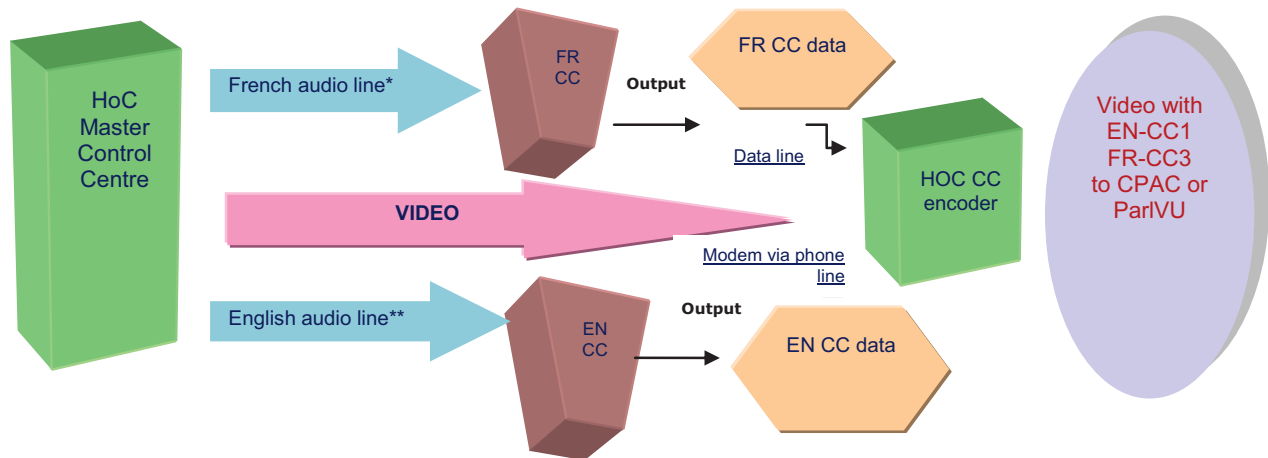 HoC
Master
Control
Centre
French audio line*
FR
CC
Output
FR CC data
Data line
VIDEO
HOC CC
encoder
Video with
EN-CC1
FR-CC3
to CPAC or
ParlVU
Modem via phone
line
English audio line**
EN
CC
Output
EN CC data